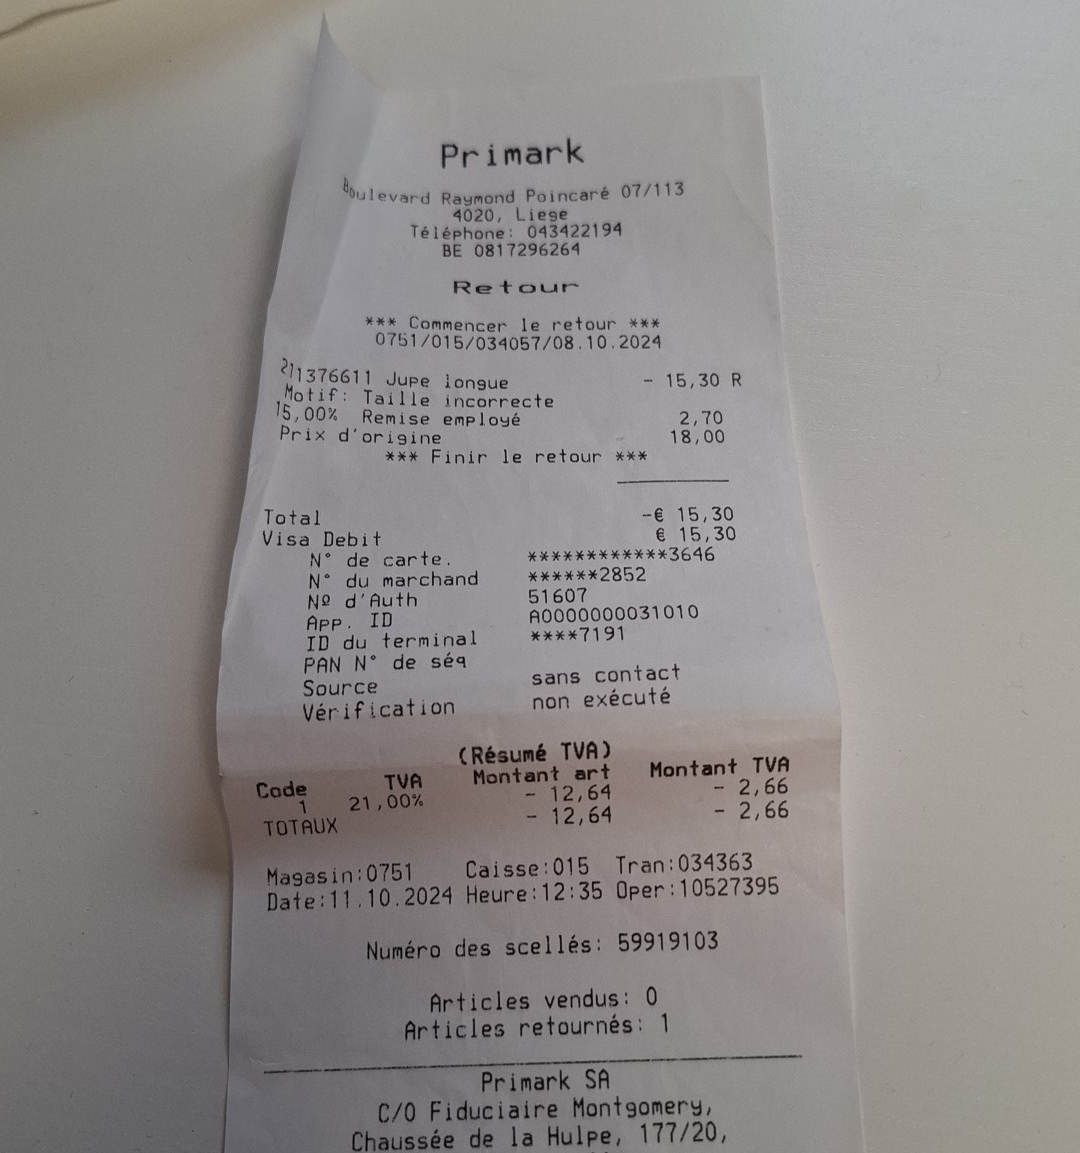 Primark
Boulevard Raymond Poincaré 07/113
4020, Liege
Téléphone: 043422194
BE 0817296264
Retour
*** Commencer le retour ***
0751/015/034057/08.10.2024
211376611 Jupe longue - 15,30 R
Motif: Taille incorrecte
15,00% Remise employé 2,70
Prix d'origine 18,00
*** Finir le retour ***
Total -€ 15,30
Visa Debit € 15,30
N° de carte. ************3646
N° du marchand ******2852
Nº d'Auth 51607
App. ID A0000000031010
ID du terminal ****7191
PAN N° de séq
Source sans contact
Vérification non exécuté
(Résumé TVA)
Code TVA Montant art Montant TVA
1 21,00% - 12,64 - 2,66
TOTAUX - 12,64 - 2,66
Magasin:0751 Caisse:015 Tran:034363
Date:11.10.2024 Heure:12:35 Oper:10527395
Numéro des scellés: 59919103
Articles vendus: 0
Articles retournés: 1
Primark SA
C/O Fiduciaire Montgomery,
Chaussée de la Hulpe, 177/20,